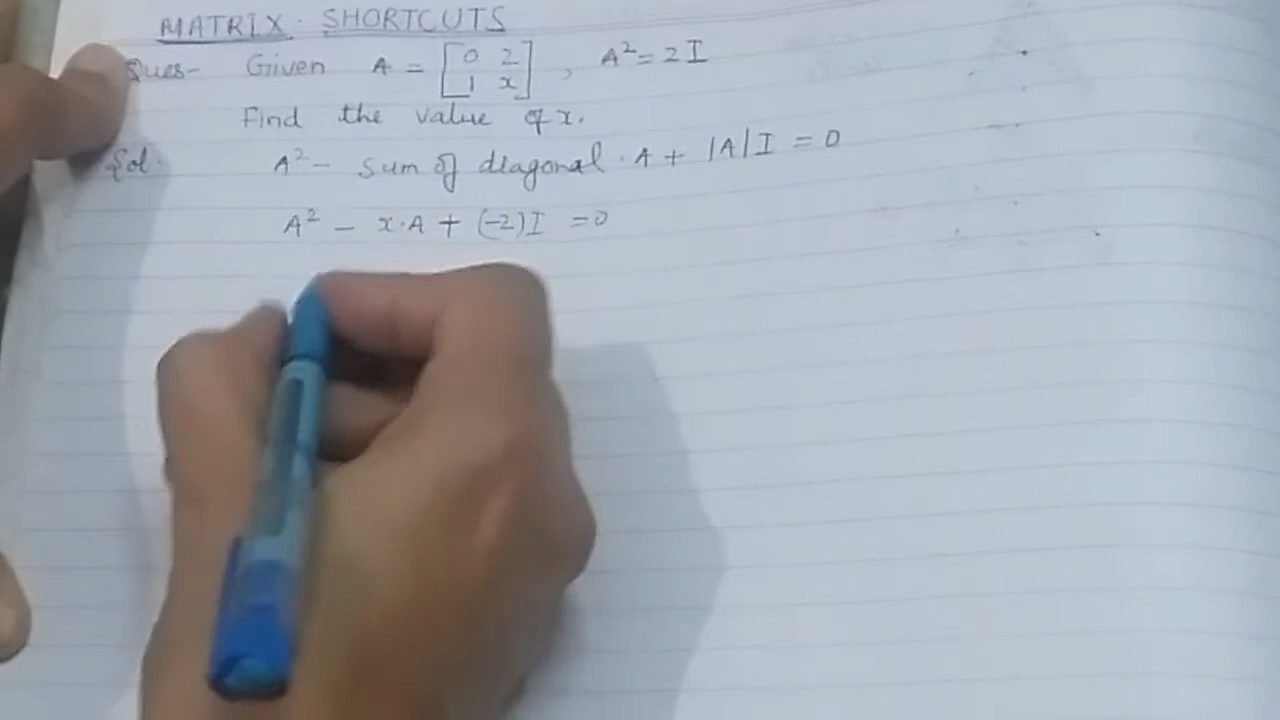 MATRIX SHORTCUTS
Ques- Given A = [0 2 1 x], A² = 2I
Find the value of x.
Sol. A² - sum of diagonal · A + |A| I = 0
A² - x·A + (-2)I = 0